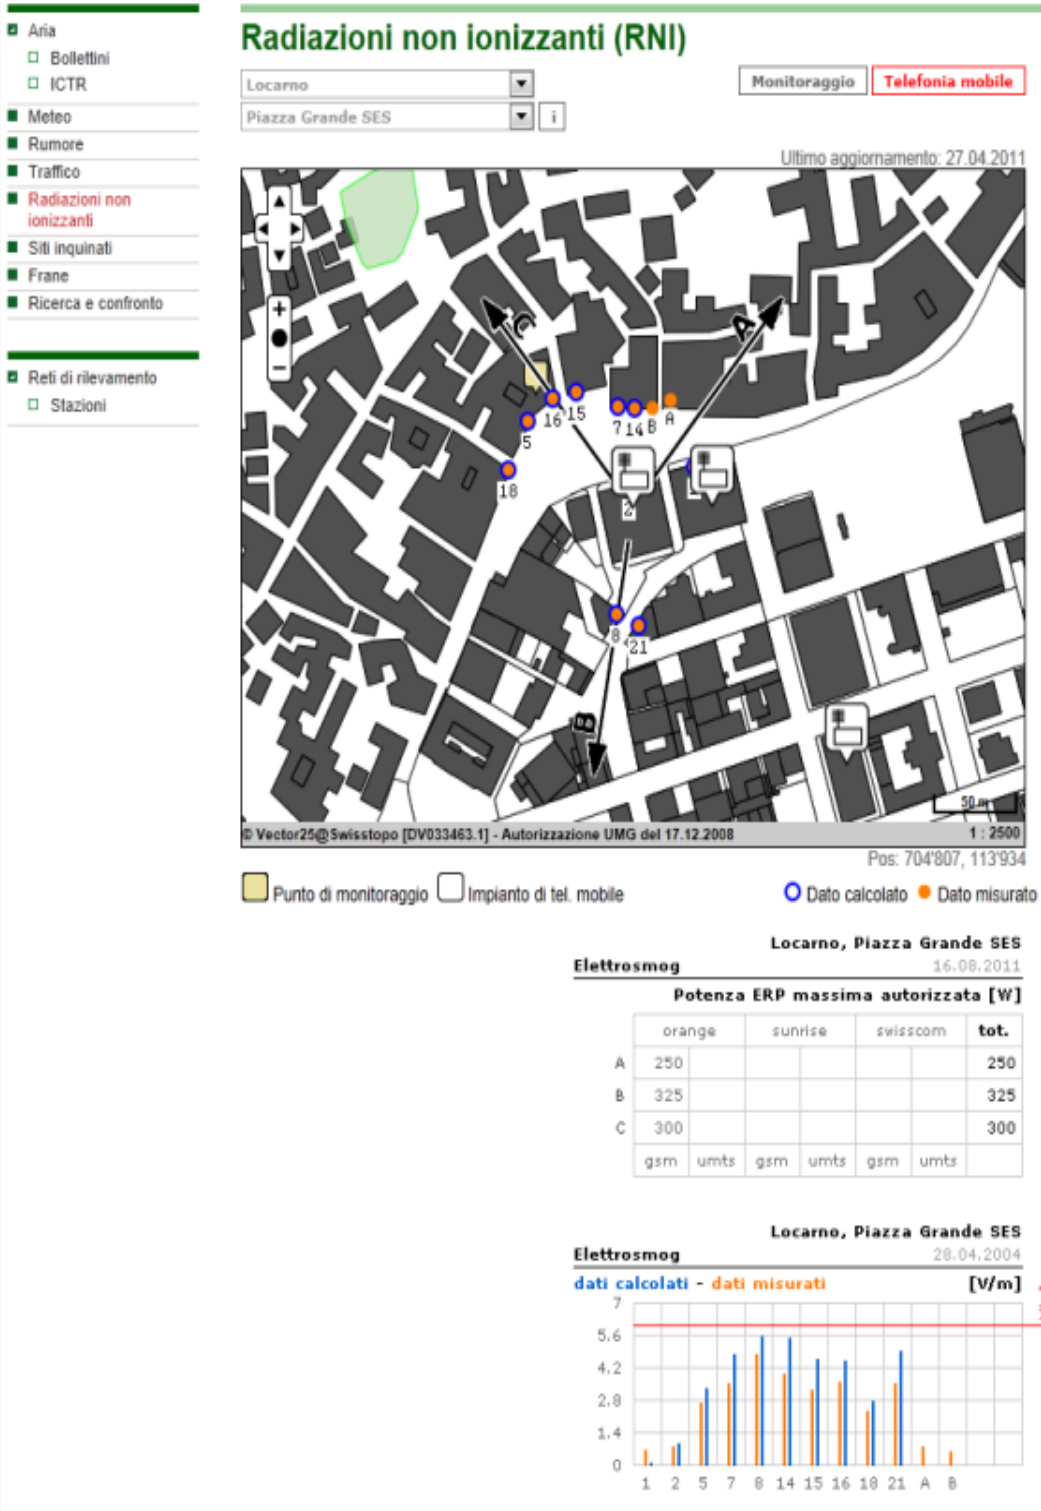 Aria
Bollettini
ICTR
Meteo
Rumore
Traffico
Radiazioni non
ionizzanti
Siti inquinati
Frane
Ricerca e confronto
Reti di rilevamento
Stazioni
Radiazioni non ionizzanti (RNI)
Locarno
Monitoraggio Telefonia mobile
Piazza Grande SES i
Ultimo aggiornamento: 27.04.2011
C A
16 15 7 14 B A
5
18
2
8
21
B
50 m
© Vector25@Swisstopo [DV033463.1] - Autorizzazione UMG del 17.12.2008 1 : 2500
Pos: 704'807, 113'934
Punto di monitoraggio Impianto di tel. mobile Dato calcolato Dato misurato
Locarno, Piazza Grande SES
Elettrosmog 16.08.2011
Potenza ERP massima autorizzata [W]
orange sunrise swisscom tot.
A 250 250
B 325 325
C 300 300
gsm umts gsm umts gsm umts
Locarno, Piazza Grande SES
Elettrosmog 28.04.2004
dati calcolati - dati misurati [V/m]
7
5.6
4.2
2.8
1.4
0
1 2 5 7 8 14 15 16 18 21 A B